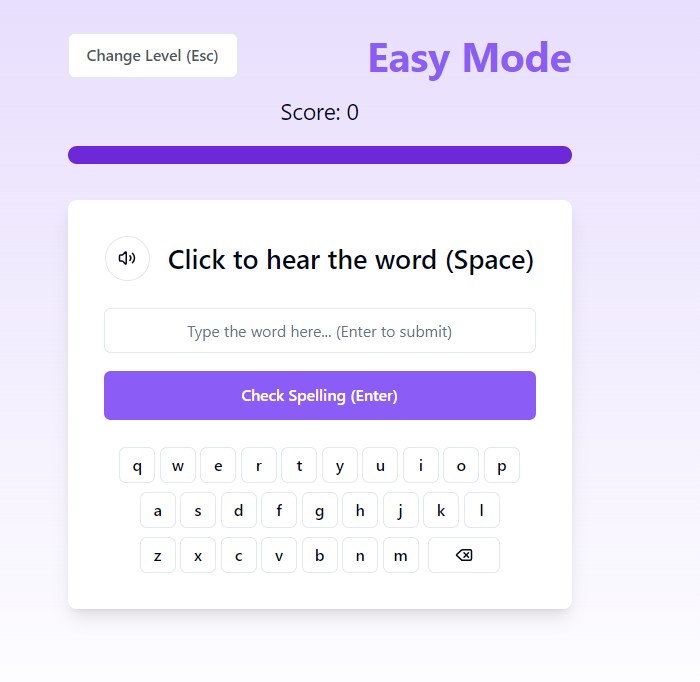 Change Level (Esc) Easy Mode
Score: 0
Click to hear the word (Space)
Type the word here... (Enter to submit)
Check Spelling (Enter)
q w e r t y u i o p
a s d f g h j k l
z x c v b n m